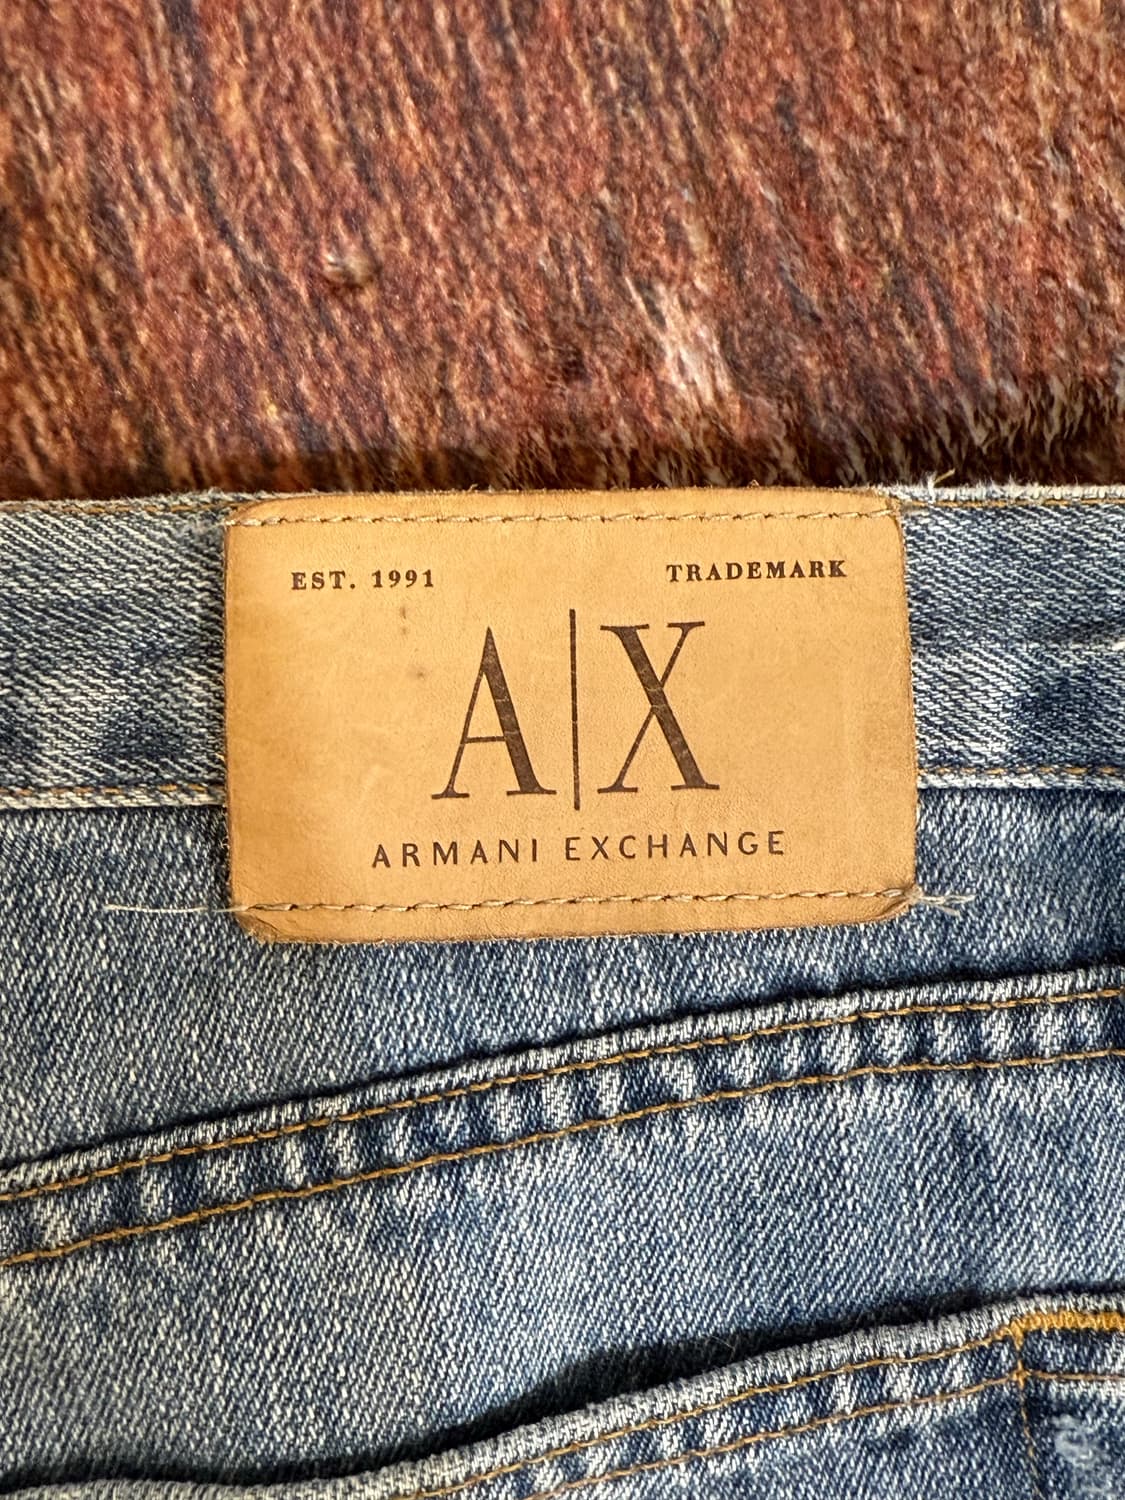 EST. 1991 TRADEMARK
A|X
ARMANI EXCHANGE